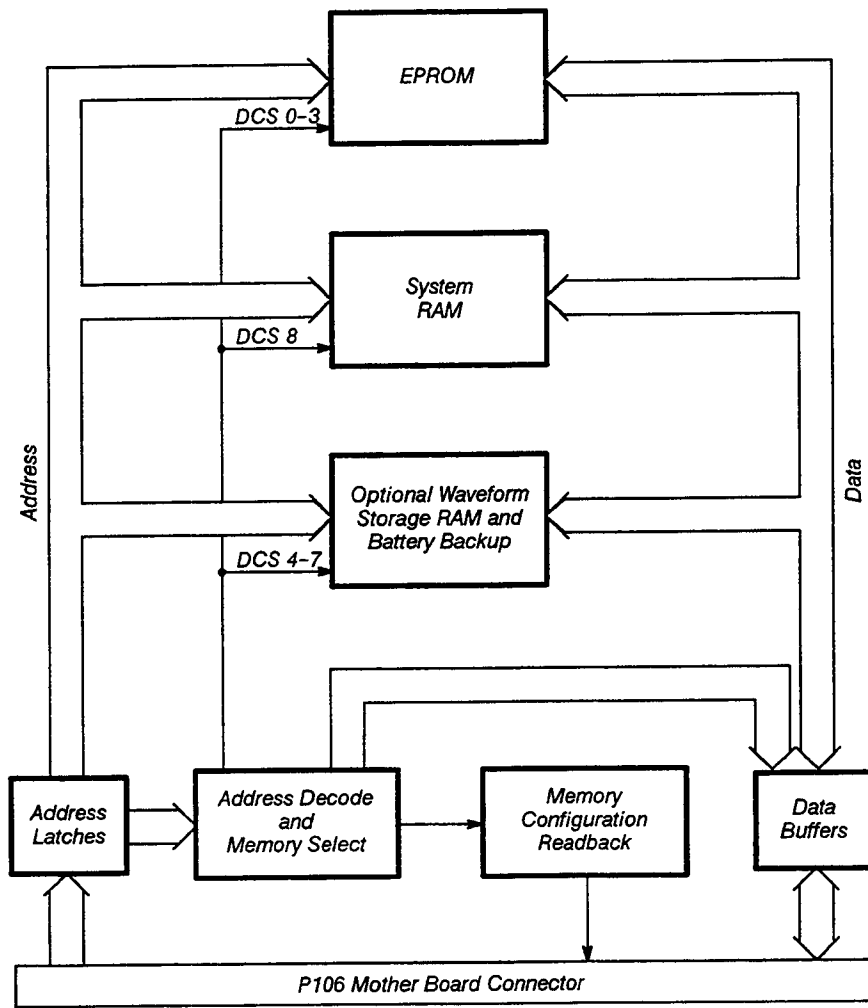 EPROM
DCS 0-3
System
RAM
DCS 8
Address
Data
Optional Waveform
Storage RAM and
Battery Backup
DCS 4-7
Address
Latches
Address Decode
and
Memory Select
Memory
Configuration
Readback
Data
Buffers
P106 Mother Board Connector